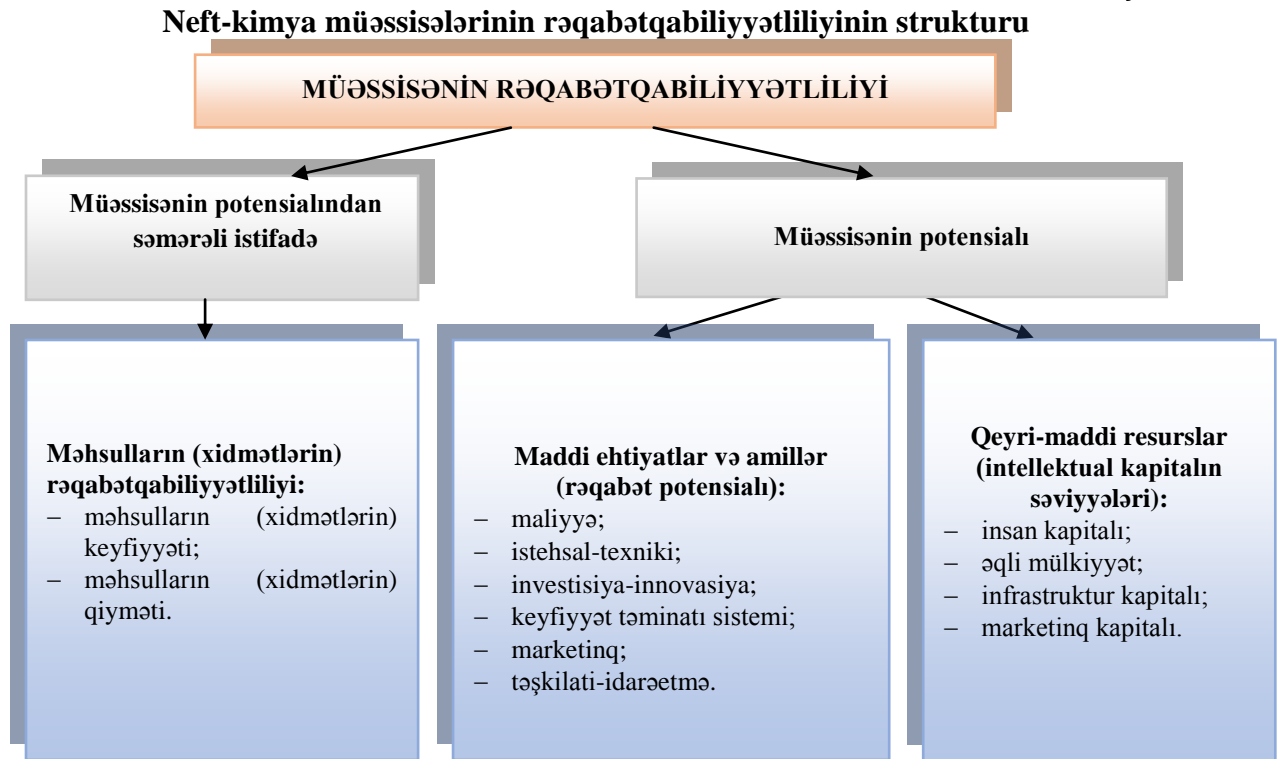 Neft-kimya müəssisələrinin rəqabətqabiliyyətliliyinin strukturu
MÜƏSSİSƏNİN RƏQABƏTQABİLİYYƏTLİLİYİ
Müəssisənin potensialından
səmərəli istifadə
Müəssisənin potensialı
Məhsulların (xidmətlərin)
rəqabətqabiliyyətliliyi:
− məhsulların (xidmətlərin)
keyfiyyəti;
− məhsulların (xidmətlərin)
qiyməti.
Maddi ehtiyatlar və amillər
(rəqabət potensialı):
− maliyyə;
− istehsal-texniki;
− investisiya-innovasiya;
− keyfiyyət təminatı sistemi;
− marketinq;
− təşkilati-idarəetmə.
Qeyri-maddi resurslar
(intellektual kapitalın
səviyyələri):
− insan kapitalı;
− əqli mülkiyyət;
− infrastruktur kapitalı;
− marketinq kapitalı.